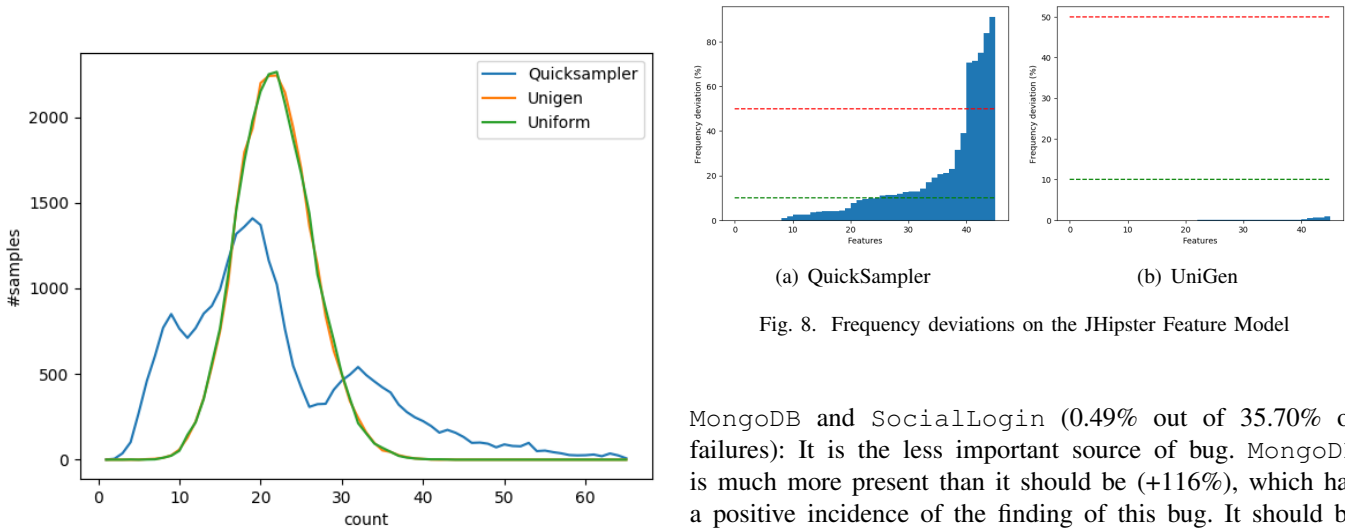 Quicksampler
Unigen
Uniform
#samples
2000
1500
1000
500
0
0 10 20 30 40 50 60
count
Frequency deviation (%)
80
60
40
20
0
0 10 20 30 40
Features
(a) QuickSampler
Frequency deviation (%)
50
40
30
20
10
0
0 10 20 30 40
Features
(b) UniGen
Fig. 8. Frequency deviations on the JHipster Feature Model
MongoDB and SocialLogin (0.49% out of 35.70%
failures): It is the less important source of bug.
is much more present than it should be (+116%), which
a positive incidence of the finding of this bug. It should